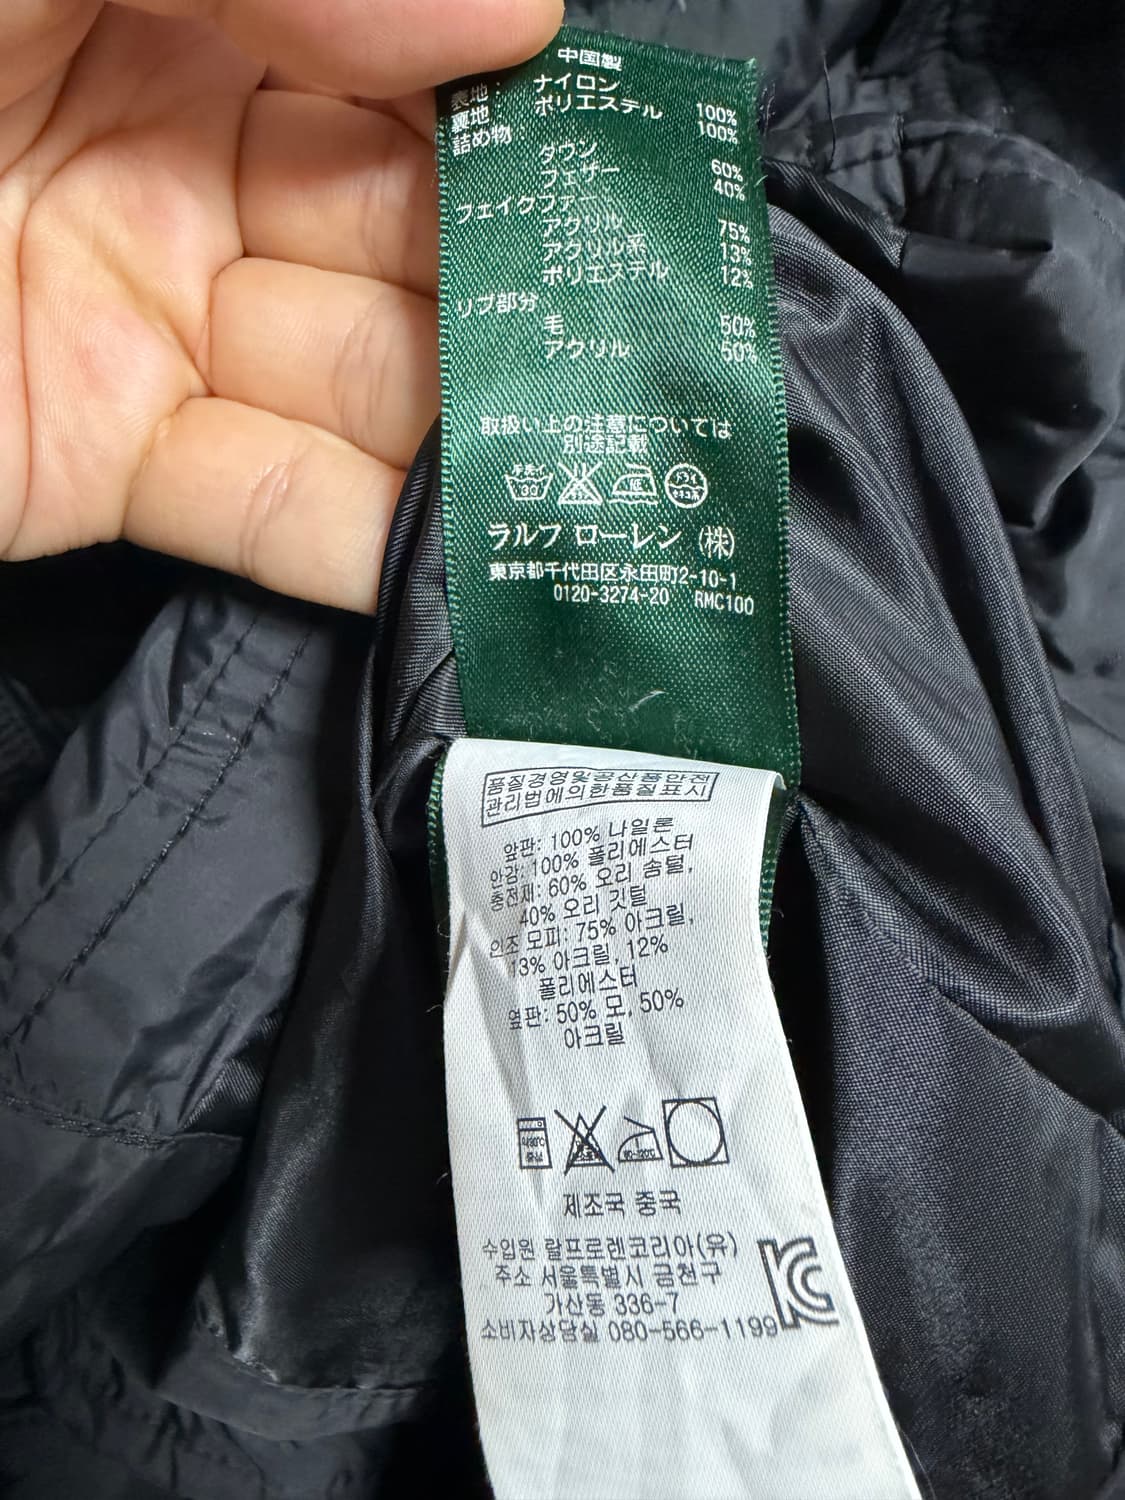 中国製
表地: ナイロン 100%
裏地 ポリエステル 100%
詰め物:
ダウン 60%
フェザー 40%
フェイクファー
アクリル 75%
アクリル系 13%
ポリエステル 12%
リブ部分
毛 50%
アクリル 50%
取扱い上の注意については
別途記載
30 低
ラルフ ローレン (株)
東京都千代田区永田町2-10-1
0120-3274-20 RMC100
품질경영및공산품안전
관리법에의한품질표시
앞판: 100% 나일론
안감: 100% 폴리에스터
충전재: 60% 오리 솜털,
40% 오리 깃털
인조 모피: 75% 아크릴,
13% 아크릴, 12%
폴리에스터
옆판: 50% 모, 50%
아크릴
제조국 중국
수입원 랄프로렌코리아(유)
주소 서울특별시 금천구
가산동 336-7
소비자상담실 080-566-1199